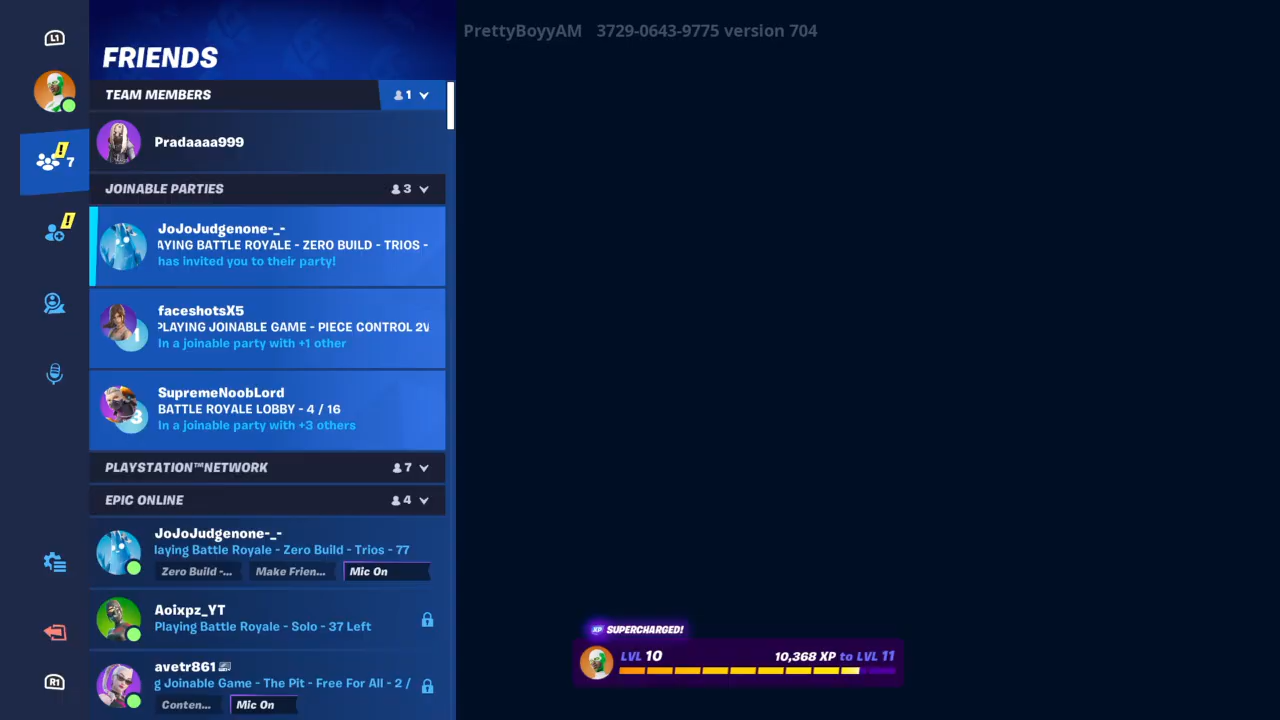 PrettyBoyyAM 3729-0643-9775 version 704
L1
FRIENDS
TEAM MEMBERS 1
Pradaaaa999
7
JOINABLE PARTIES 3
JoJoJudgenone-_-
AYING BATTLE ROYALE - ZERO BUILD - TRIOS -
has invited you to their party!
faceshotsX5
PLAYING JOINABLE GAME - PIECE CONTROL 2V
1
In a joinable party with +1 other
SupremeNoobLord
BATTLE ROYALE LOBBY - 4 / 16
3
In a joinable party with +3 others
PLAYSTATION™NETWORK 7
EPIC ONLINE 4
JoJoJudgenone-_-
laying Battle Royale - Zero Build - Trios - 77
Zero Build -... Make Frien... Mic On
Aoixpz_YT
Playing Battle Royale - Solo - 37 Left
avetr861
g Joinable Game - The Pit - Free For All - 2 /
Conten... Mic On
R1
XP SUPERCHARGED!
LVL 10 10,368 XP to LVL 11